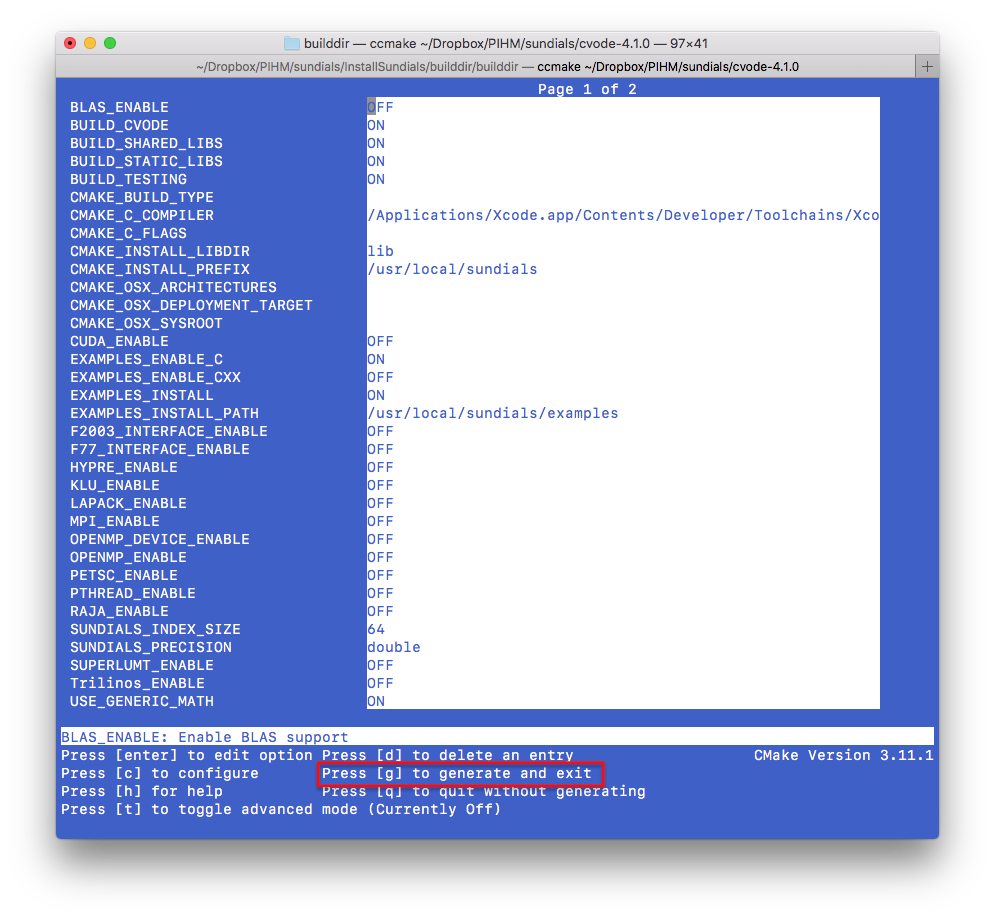 builddir — ccmake ~/Dropbox/PIHM/sundials/cvode-4.1.0 — 97×41
~/Dropbox/PIHM/sundials/InstallSundials/builddir/builddir — ccmake ~/Dropbox/PIHM/sundials/cvode-4.1.0 +
Page 1 of 2
BLAS_ENABLE OFF
BUILD_CVODE ON
BUILD_SHARED_LIBS ON
BUILD_STATIC_LIBS ON
BUILD_TESTING ON
CMAKE_BUILD_TYPE
CMAKE_C_COMPILER /Applications/Xcode.app/Contents/Developer/Toolchains/Xco
CMAKE_C_FLAGS
CMAKE_INSTALL_LIBDIR lib
CMAKE_INSTALL_PREFIX /usr/local/sundials
CMAKE_OSX_ARCHITECTURES
CMAKE_OSX_DEPLOYMENT_TARGET
CMAKE_OSX_SYSROOT
CUDA_ENABLE OFF
EXAMPLES_ENABLE_C ON
EXAMPLES_ENABLE_CXX OFF
EXAMPLES_INSTALL ON
EXAMPLES_INSTALL_PATH /usr/local/sundials/examples
F2003_INTERFACE_ENABLE OFF
F77_INTERFACE_ENABLE OFF
HYPRE_ENABLE OFF
KLU_ENABLE OFF
LAPACK_ENABLE OFF
MPI_ENABLE OFF
OPENMP_DEVICE_ENABLE OFF
OPENMP_ENABLE OFF
PETSC_ENABLE OFF
PTHREAD_ENABLE OFF
RAJA_ENABLE OFF
SUNDIALS_INDEX_SIZE 64
SUNDIALS_PRECISION double
SUPERLUMT_ENABLE OFF
Trilinos_ENABLE OFF
USE_GENERIC_MATH ON
BLAS_ENABLE: Enable BLAS support
Press [enter] to edit option Press [d] to delete an entry CMake Version 3.11.1
Press [c] to configure Press [g] to generate and exit
Press [h] for help Press [q] to quit Without generating
Press [t] to toggle advanced mode (Currently Off)